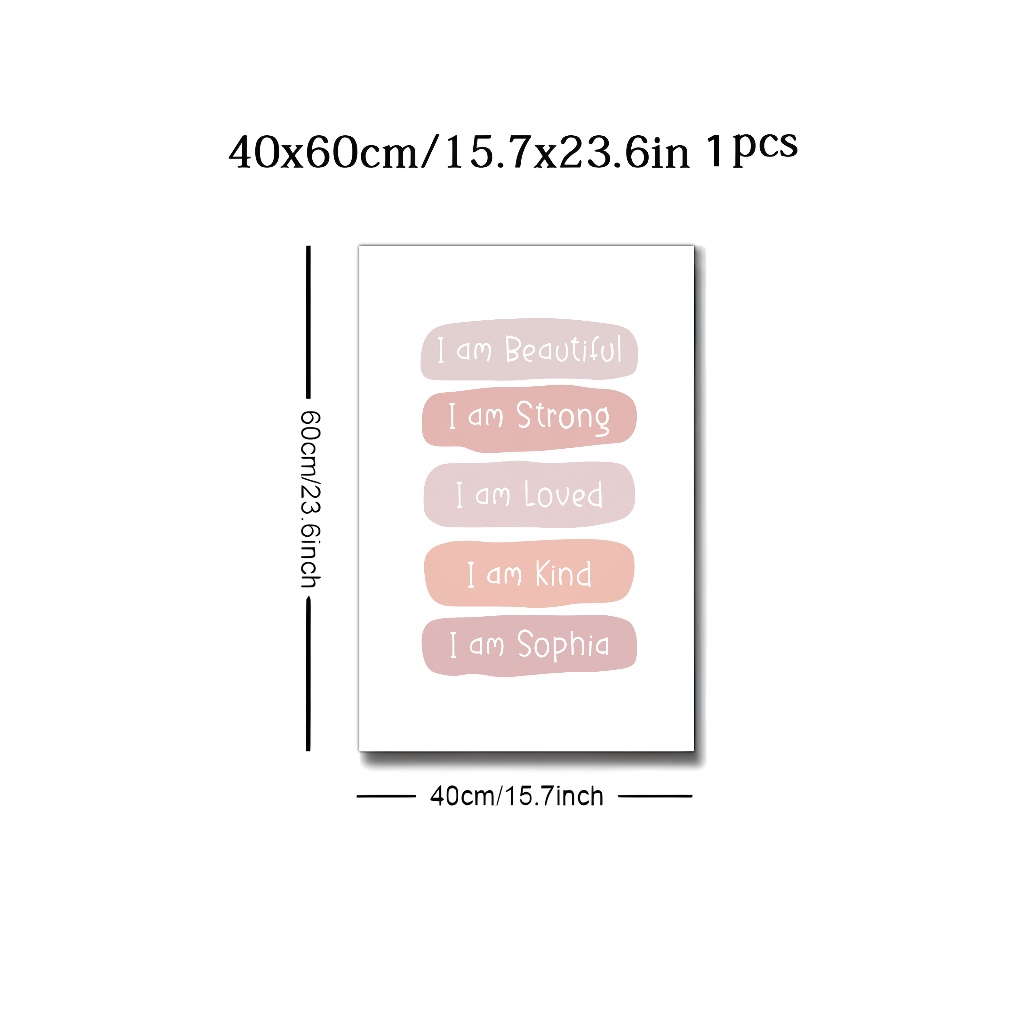 40x60cm/15.7x23.6in 1pcs
60cm/23.6inch
I am Beautiful
I am Strong
I am Loved
I am Kind
I am Sophia
40cm/15.7inch